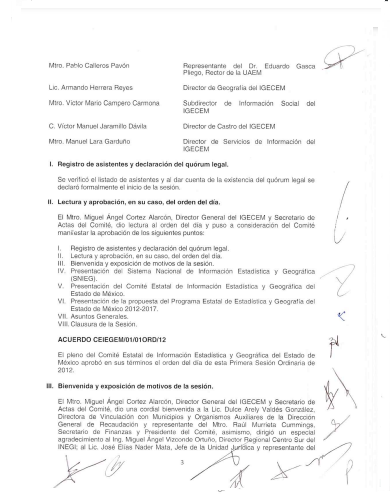 Mtro. Pablo Calleros Pavón
Representante del Dr. Eduardo Gasca
Pliego, Rector de la UAEM
Lic. Armando Herrera Reyes
Director de Geografía del IGECEM
Mtro. Víctor Mario Campero Carmona
Subdirector de Información Social del
IGECEM
C. Víctor Manuel Jaramillo Dávila
Director de Castro del IGECEM
Mtro. Manuel Lara Garduño
Director de Servicios de Información del
IGECEM
I. Registro de asistentes y declaración del quórum legal.
Se verificó el listado de asistentes y al dar cuenta de la existencia del quórum legal se
declaró formalmente el inicio de la sesión.
II. Lectura y aprobación, en su caso, del orden del día.
El Mtro. Miguel Ángel Cortez Alarcón, Director General del IGECEM y Secretario de
Actas del Comité, dio lectura al orden del día y puso a consideración del Comité
manifestar la aprobación de los siguientes puntos:
I. Registro de asistentes y declaración del quórum legal.
II. Lectura y aprobación, en su caso, del orden del día.
III. Bienvenida y exposición de motivos de la sesión.
IV. Presentación del Sistema Nacional de Información Estadística y Geográfica
(SNIEG).
V. Presentación del Comité Estatal de Información Estadística y Geográfica del
Estado de México.
VI. Presentación de la propuesta del Programa Estatal de Estadística y Geografía del
Estado de México 2012-2017.
VII. Asuntos Generales.
VIII. Clausura de la Sesión.
ACUERDO CEIEGEM/01/01ORD/12
El pleno del Comité Estatal de Información Estadística y Geográfica del Estado de
México aprobó en sus términos el orden del día de esta Primera Sesión Ordinaria de
2012.
III. Bienvenida y exposición de motivos de la sesión.
El Mtro. Miguel Ángel Cortez Alarcón, Director General del IGECEM y Secretario de
Actas del Comité, dio una cordial bienvenida a la Lic. Dulce Arely Valdés González,
Directora de Vinculación con Municipios y Organismos Auxiliares de la Dirección
General de Recaudación y representante del Mtro. Raúl Murrieta Cummings,
Secretario de Finanzas y Presidente del Comité, asimismo, dirigió un especial
agradecimiento al Ing. Miguel Ángel Vizconde Ortuño, Director Regional Centro Sur del
INEGI; al Lic. José Elías Nader Mata, Jefe de la Unidad Jurídica y representante del
3